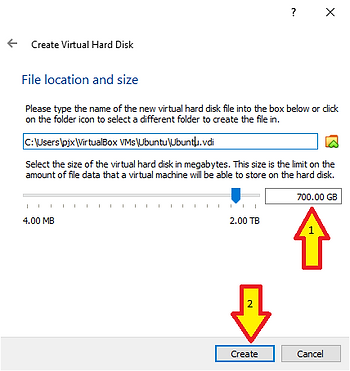 ?
Create Virtual Hard Disk
File location and size
Please type the name of the new virtual hard disk file into the box below or click
on the folder icon to select a different folder to create the file in.
C:\Users\pjx\VirtualBox VMs\Ubuntu\Ubuntu.vdi
Select the size of the virtual hard disk in megabytes. This size is the limit on the
amount of file data that a virtual machine will be able to store on the hard disk.
700.00 GB
4.00 MB 2.00 TB
1
2
Create Cancel